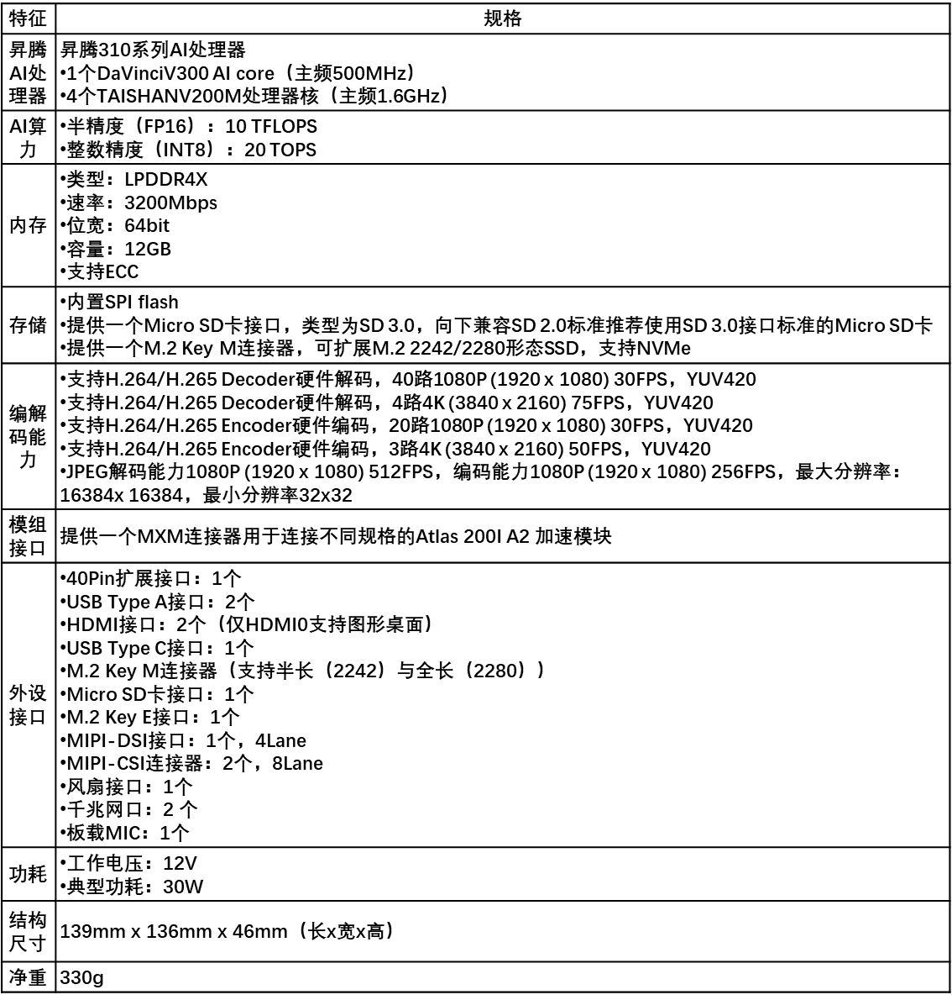 特征
规格
昇腾
AI处
理器
昇腾310系列AI处理器
•1个DaVinciV300 AI core（主频500MHz）
•4个TAISHANV200M处理器核（主频1.6GHz）
AI算
力
•半精度（FP16）：10 TFLOPS
•整数精度（INT8）：20 TOPS
内存
•类型：LPDDR4X
•速率：3200Mbps
•位宽：64bit
•容量：12GB
•支持ECC
存储
•内置SPI flash
•提供一个Micro SD卡接口，类型为SD 3.0，向下兼容SD 2.0标准推荐使用SD 3.0接口标准的Micro SD卡
•提供一个M.2 Key M连接器，可扩展M.2 2242/2280形态SSD，支持NVMe
编解
码能
力
•支持H.264/H.265 Decoder硬件解码，40路1080P (1920 x 1080) 30FPS，YUV420
•支持H.264/H.265 Decoder硬件解码，4路4K (3840 x 2160) 75FPS，YUV420
•支持H.264/H.265 Encoder硬件编码，20路1080P (1920 x 1080) 30FPS，YUV420
•支持H.264/H.265 Encoder硬件编码，3路4K (3840 x 2160) 50FPS，YUV420
•JPEG解码能力1080P (1920 x 1080) 512FPS，编码能力1080P (1920 x 1080) 256FPS，最大分辨率：
16384x 16384，最小分辨率32x32
模组
接口
提供一个MXM连接器用于连接不同规格的Atlas 200I A2 加速模块
外设
接口
•40Pin扩展接口：1个
•USB Type A接口：2个
•HDMI接口：2个（仅HDMI0支持图形桌面）
•USB Type C接口：1个
•M.2 Key M连接器（支持半长（2242）与全长（2280））
•Micro SD卡接口：1个
•M.2 Key E接口：1个
•MIPI-DSI接口：1个，4Lane
•MIPI-CSI连接器：2个，8Lane
•风扇接口：1个
•千兆网口：2 个
•板载MIC：1个
功耗
•工作电压：12V
•典型功耗：30W
结构
尺寸
139mm x 136mm x 46mm（长x宽x高）
净重
330g